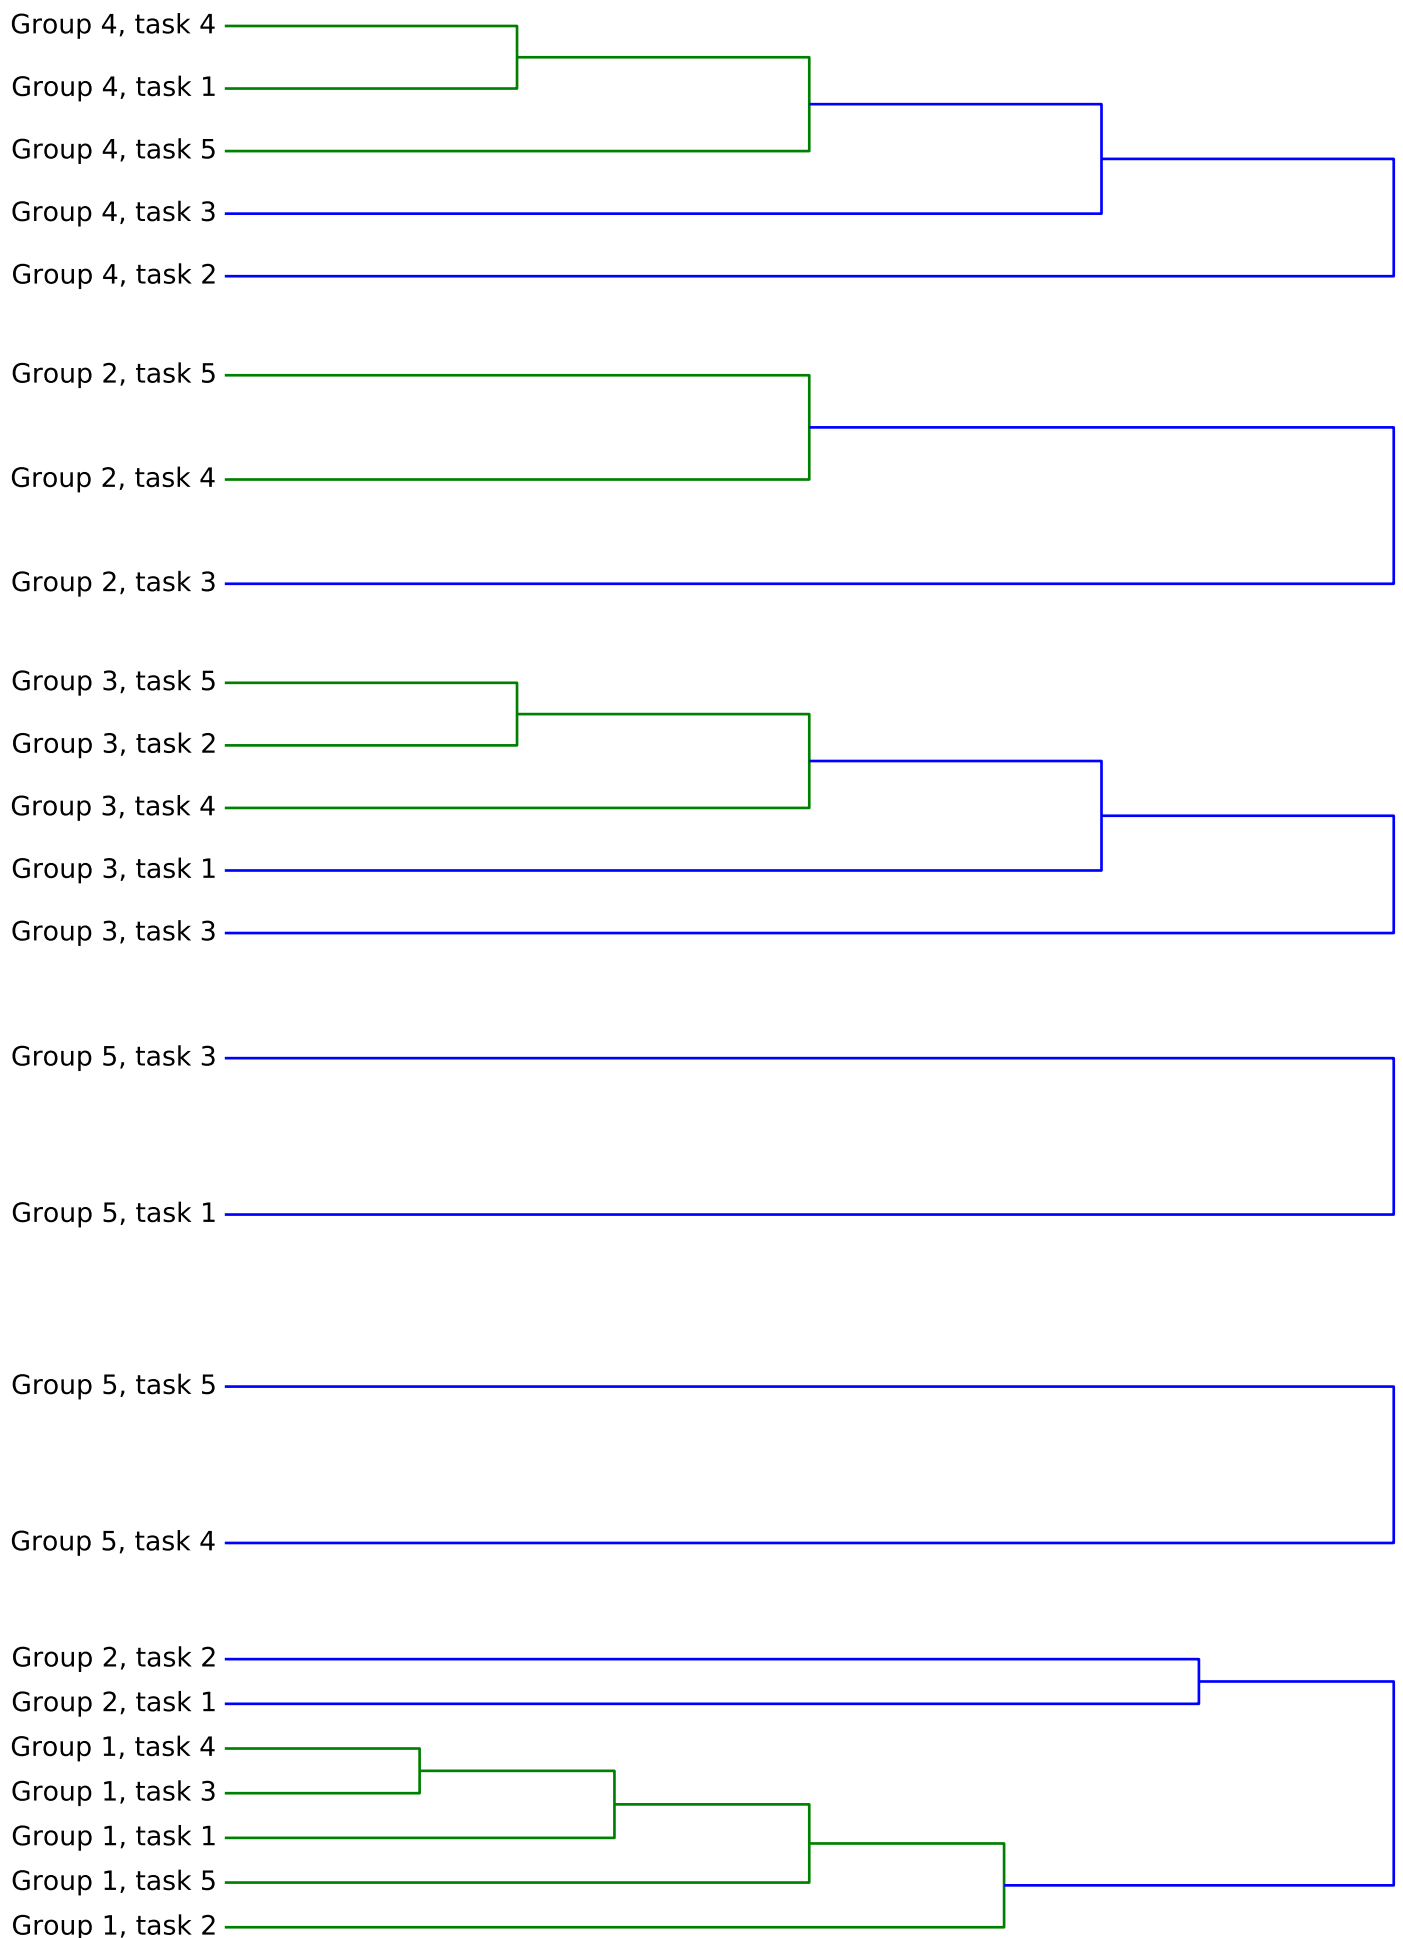 Group 4, task 4
Group 4, task 1
Group 4, task 5
Group 4, task 3
Group 4, task 2
Group 2, task 5
Group 2, task 4
Group 2, task 3
Group 3, task 5
Group 3, task 2
Group 3, task 4
Group 3, task 1
Group 3, task 3
Group 5, task 3
Group 5, task 1
Group 5, task 5
Group 5, task 4
Group 2, task 2
Group 2, task 1
Group 1, task 4
Group 1, task 3
Group 1, task 1
Group 1, task 5
Group 1, task 2